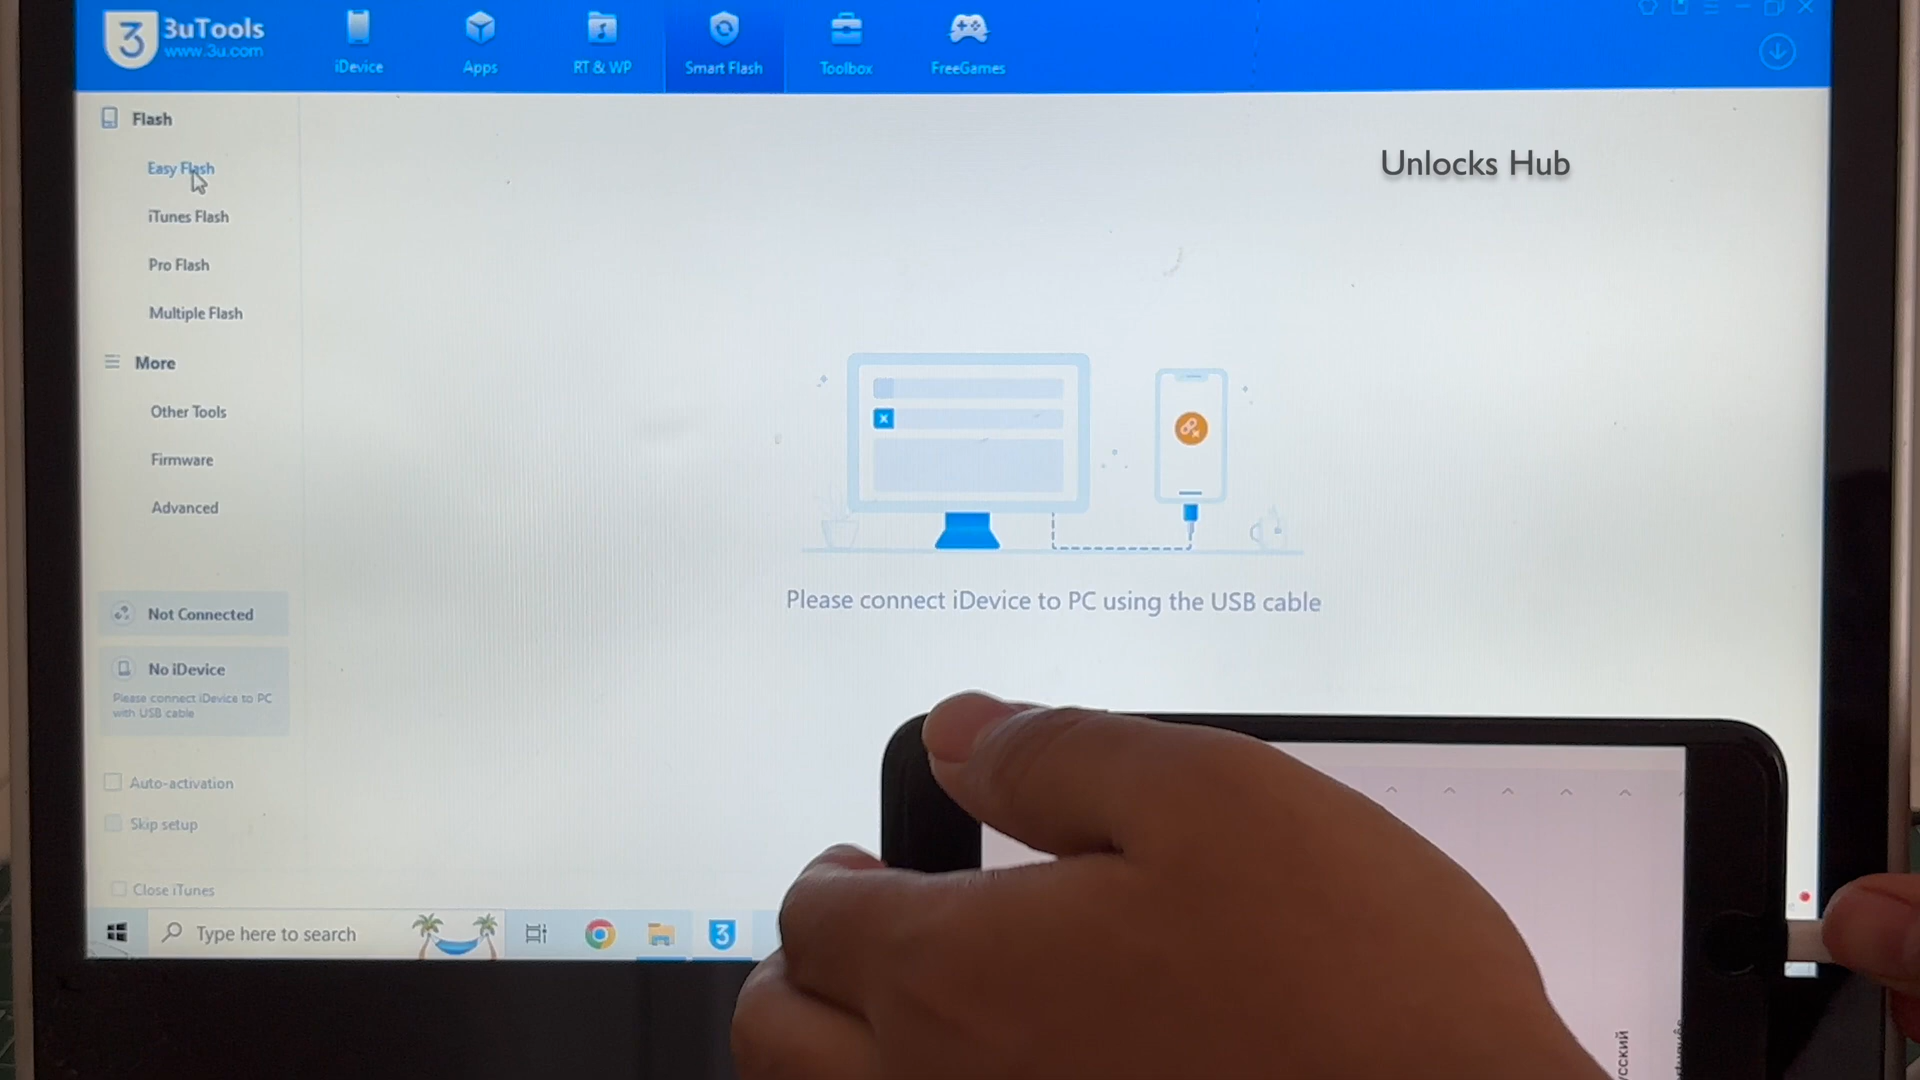 3uTools
www.3u.com
iDevice
Apps
RT & WP
Smart Flash
Toolbox
FreeGames
Flash
Easy Flash
iTunes Flash
Pro Flash
Multiple Flash
More
Other Tools
Firmware
Advanced
Not Connected
No iDevice
Please connect iDevice to PC
with USB cable
Auto-activation
Skip setup
Close iTunes
Unlocks Hub
Please connect iDevice to PC using the USB cable
Type here to search
3